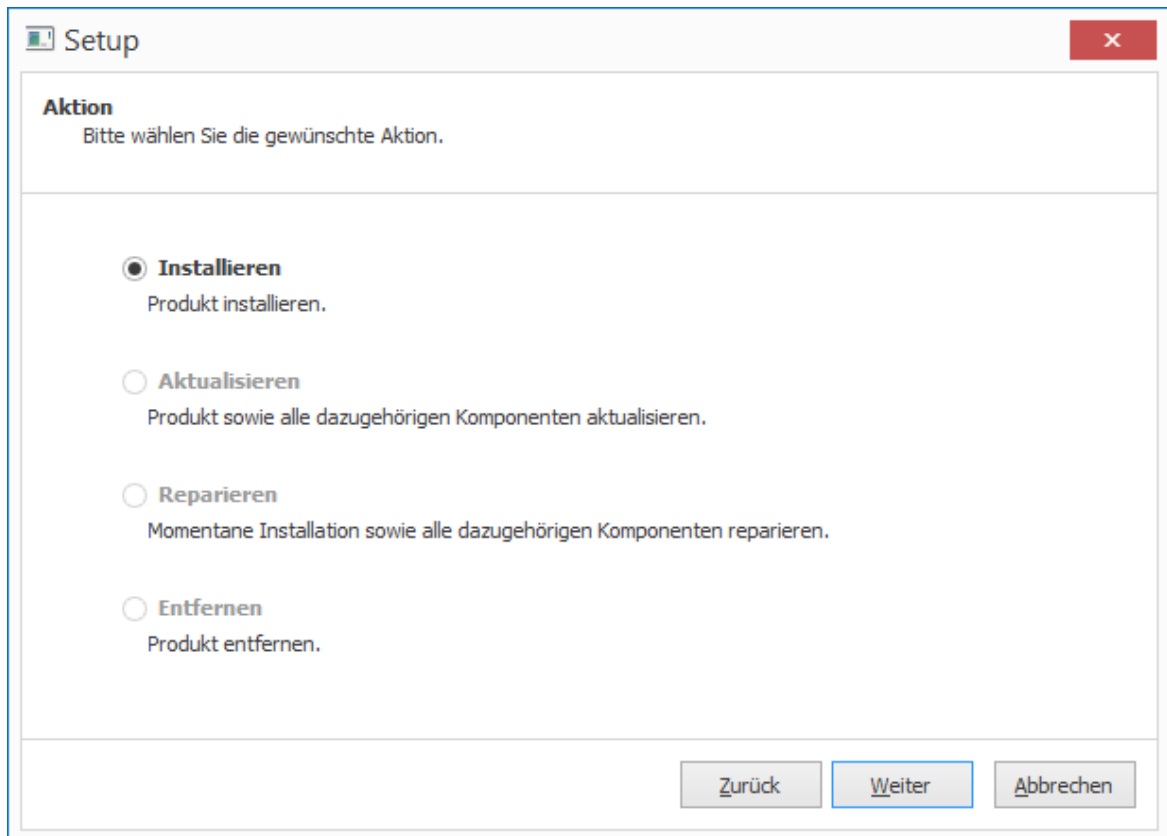 Setup
Aktion
Bitte wählen Sie die gewünschte Aktion.
Installieren
Produkt installieren.
Aktualisieren
Produkt sowie alle dazugehörigen Komponenten aktualisieren.
Reparieren
Momentane Installation sowie alle dazugehörigen Komponenten reparieren.
Entfernen
Produkt entfernen.
Zurück Weiter Abbrechen